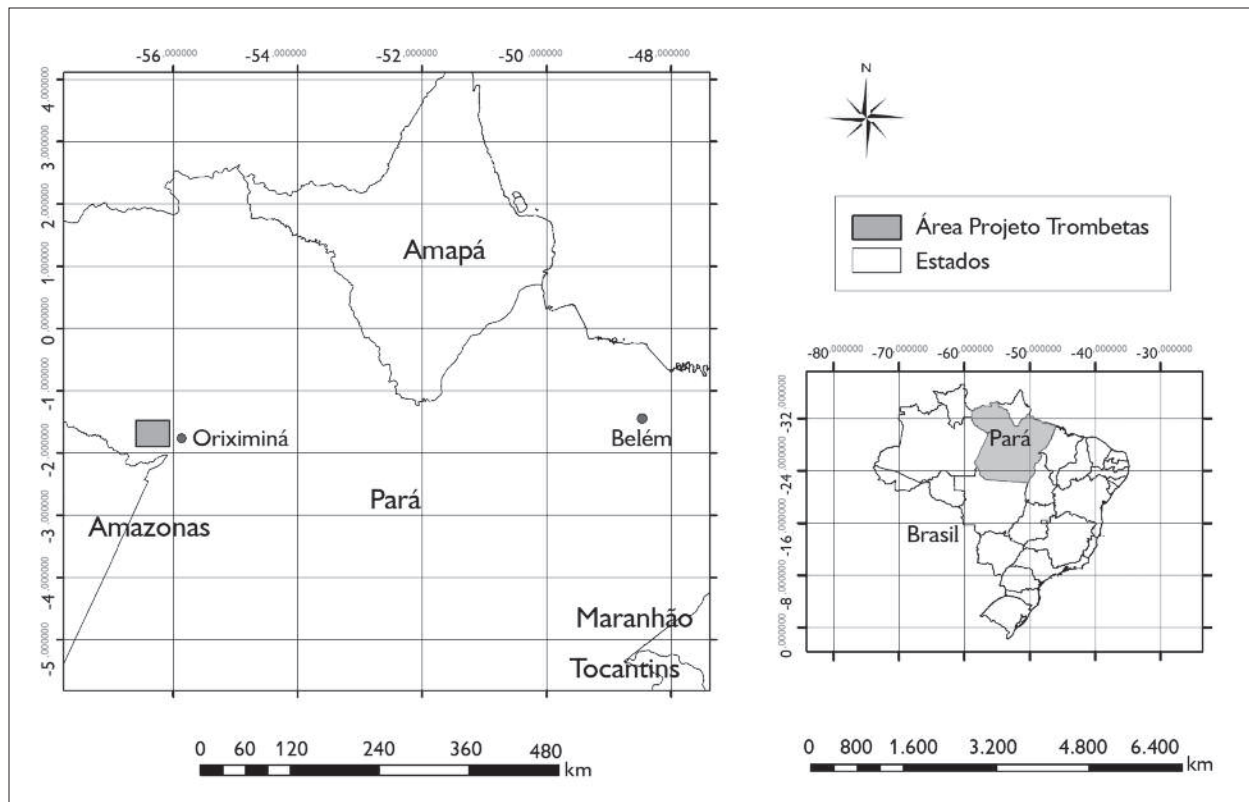 -56,000000 -54,000000 -52,000000 -50,000000 -48,000000
4,000000
3,000000
2,000000
1,000000
0,000000
-1,000000
-2,000000
-3,000000
-4,000000
-5,000000
Amapá
Oriximiná
Belém
Pará
Amazonas
Maranhão
Tocantins
0 60 120 240 360 480
km
N
Área Projeto Trombetas
Estados
-80,000000 -70,000000 -60,000000 -50,000000 -40,000000 -30,000000
-32,000000
-24,000000
-16,000000
-8,000000
0,000000
Pará
Brasil
0 800 1.600 3.200 4.800 6.400
km